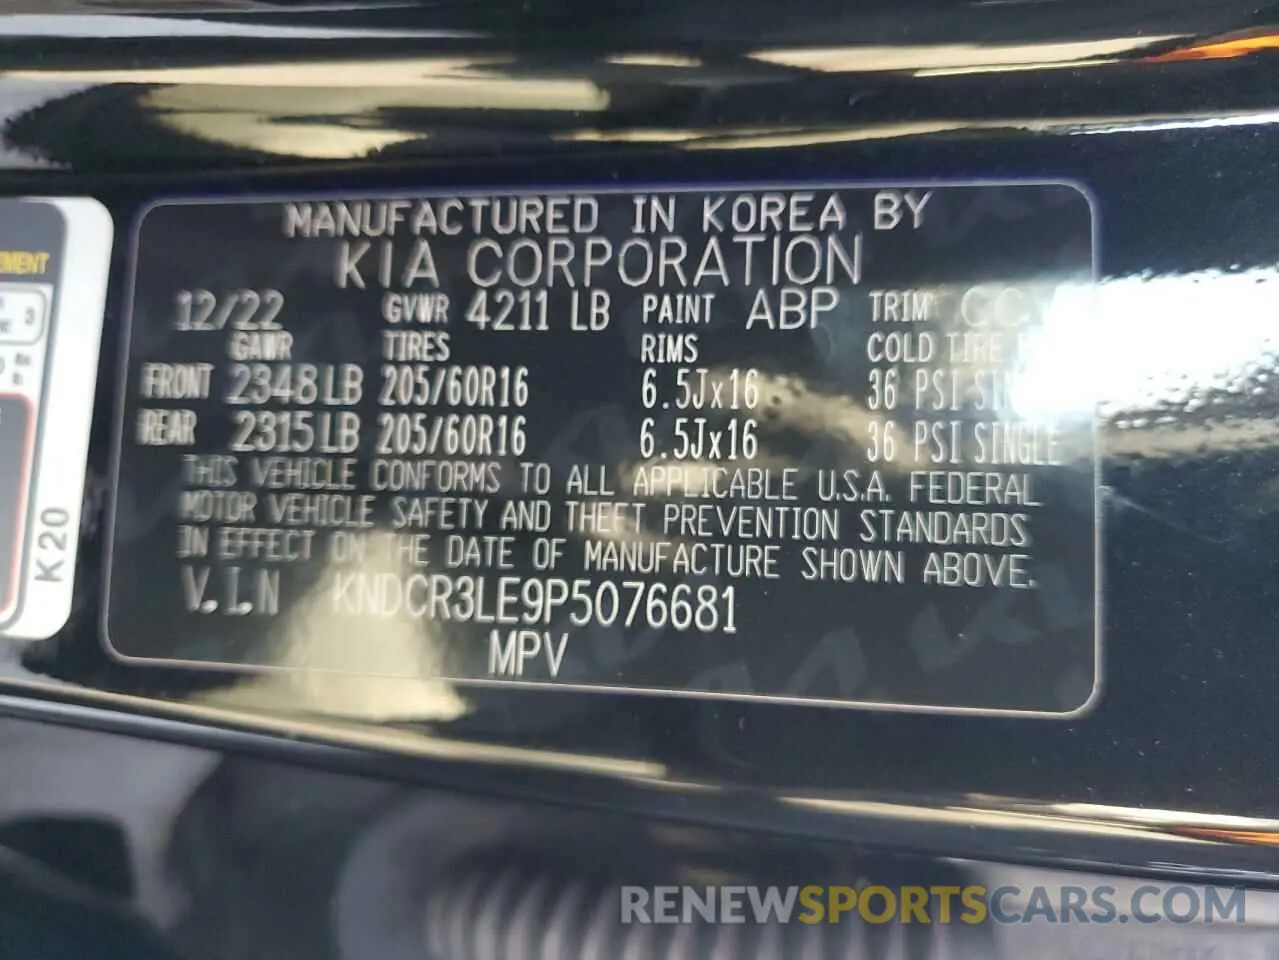 MANUFACTURED IN KOREA BY
KIA CORPORATION
12/22 GVWR 4211 LB PAINT ABP TRIM
GAWR TIRES RIMS COLD TIRE
FRONT 2348 LB 205/60R16 6.5Jx16 36 PSI
REAR 2315 LB 205/60R16 6.5Jx16 36 PSI SINGLE
THIS VEHICLE CONFORMS TO ALL APPLICABLE U.S.A. FEDERAL
MOTOR VEHICLE SAFETY AND THEFT PREVENTION STANDARDS
IN EFFECT ON THE DATE OF MANUFACTURE SHOWN ABOVE.
V.I.N KNDCR3LE9P5076681
MPV
3
K20
RENEWSPORTSCARS.COM